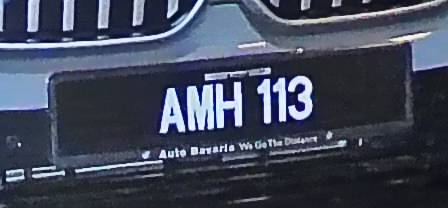 AMH 113
Auto Bavaria We Go The Distance